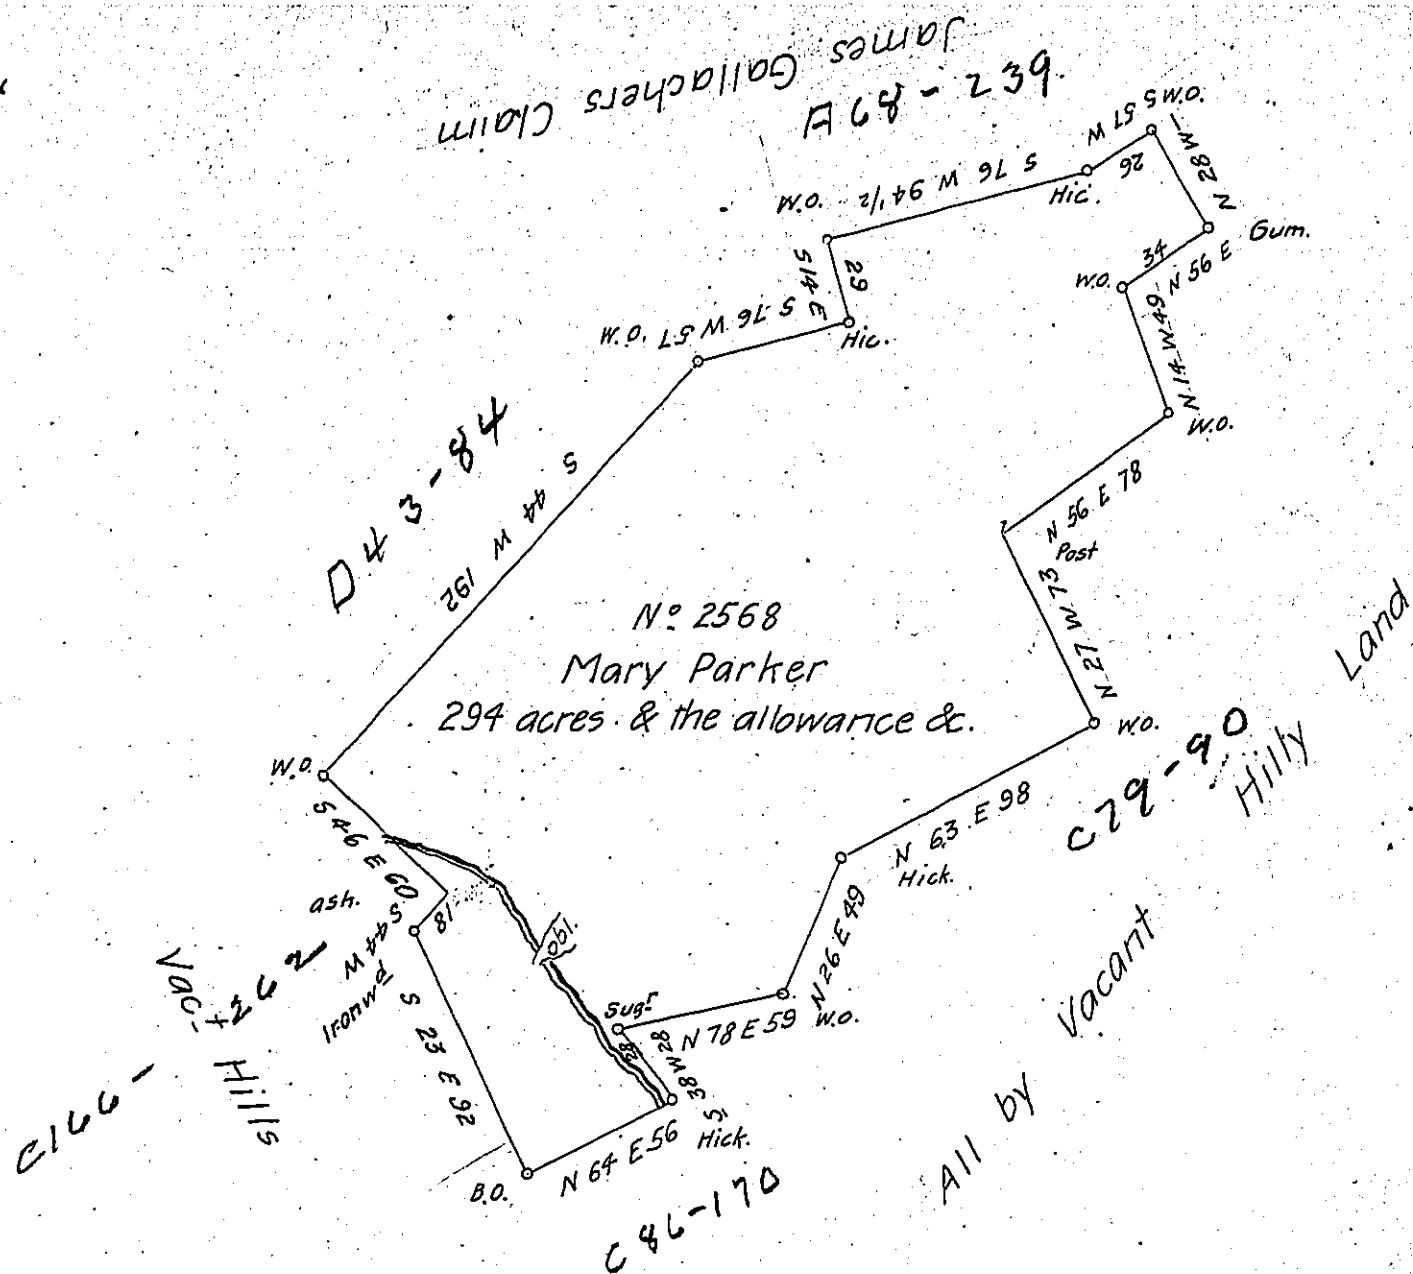 James Gallachers Claim
A 68 - 239.
S 57 W
26
W.O.
N 28 W
S 76 W 94 1/2
Hic.
W.O.
Gum.
34
N 56 E
W.O.
S 14 E
29
N 14 W 49
S 76 W 57
W.O.
Hic.
W.O.
D43-84
S 44 W 192
N 56 E 78
Post
N 27 W 73
Nº 2568
Mary Parker
294 acres & the allowance &c.
W.O.
W.O.
C79-90
All by Vacant Hilly Land
S 46 E 60
N 63 E 98
Hick.
ash.
18
S 44 W
Ironwd
N 26 E 49
C166-262
Vac-t Hills
S 23 E 92
Sugr
N 78 E 59
W.O.
28
38 W 28
Hick.
N 64 E 56
B.O.
C86-170